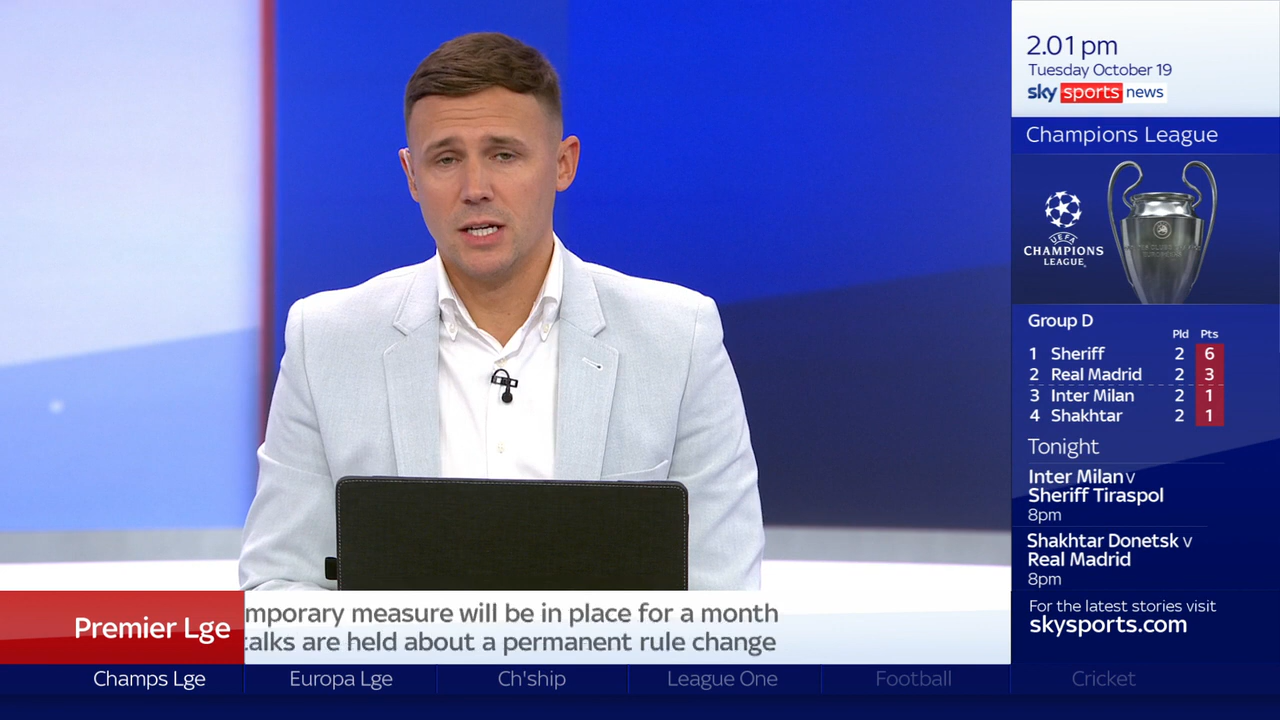 2.01 pm
Tuesday October 19
sky sports news
Champions League
UEFA
CHAMPIONS
LEAGUE
Group D
Pld Pts
1 Sheriff 2 6
2 Real Madrid 2 3
3 Inter Milan 2 1
4 Shakhtar 2 1
Tonight
Inter Milan v
Sheriff Tiraspol
8pm
Shakhtar Donetsk v
Real Madrid
8pm
For the latest stories visit
skysports.com
Premier Lge
mporary measure will be in place for a month
talks are held about a permanent rule change
Champs Lge Europa Lge Ch'ship League One Football Cricket